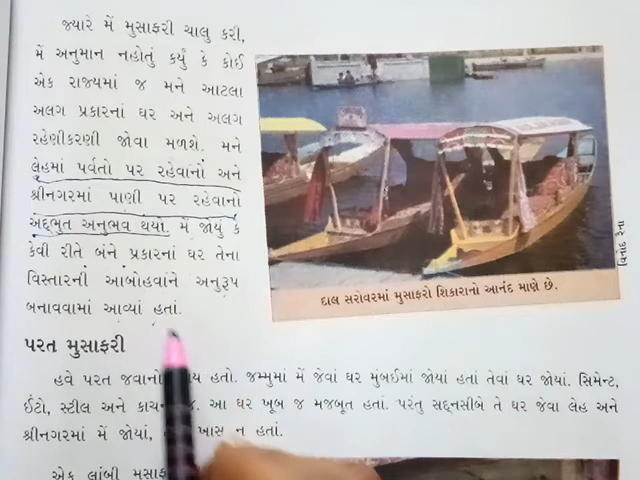 જ્યારે મેં મુસાફરી ચાલુ કરી,
મેં અનુમાન નહોતું કર્યું કે કોઈ
એક રાજ્યમાં જ મને આટલા
અલગ પ્રકારનાં ઘર અને અલગ
રહેણીકરણી જોવા મળશે. મને
લેહમાં પર્વતો પર રહેવાનો અને
શ્રીનગરમાં પાણી પર રહેવાનો
અદ્ભુત અનુભવ થયો. મેં જોયું કે
કેવી રીતે બંને પ્રકારનાં ઘર તેના
વિસ્તારની આબોહવાને અનુરૂપ
બનાવવામાં આવ્યાં હતાં.
દાલ સરોવરમાં મુસાફરો શિકારાનો આનંદ માણે છે.
વિનોદ રૈના
પરત મુસાફરી
હવે પરત જવાનો હતો. જમ્મુમાં મેં જેવાં ઘર મુંબઈમાં જોયાં હતાં તેવાં ઘર જોયાં. સિમેન્ટ,
ઈંટો, સ્ટીલ અને આ ઘર ખૂબ જ મજબૂત હતાં. પરંતુ સદ્નસીબે તે ઘર જેવા લેહ અને
શ્રીનગરમાં મેં જોયાં, ખાસ ન હતાં.
એક લાંબી